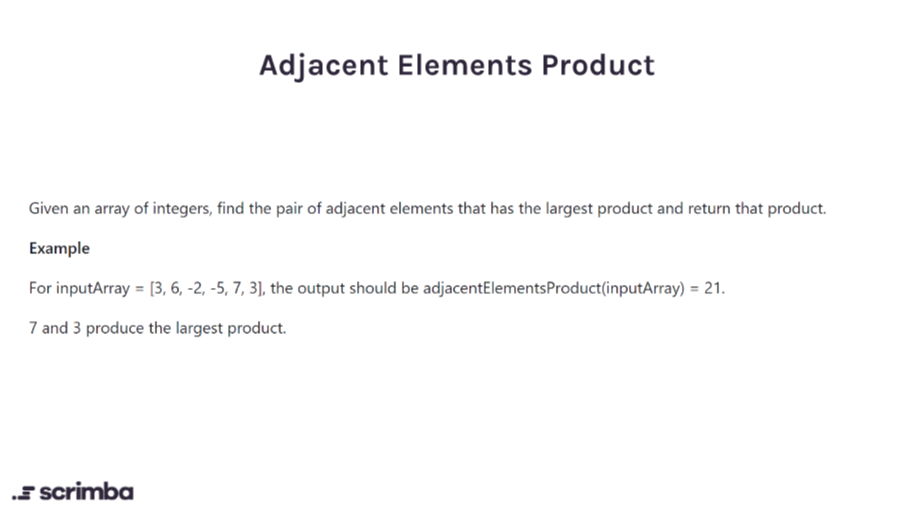 Adjacent Elements Product
Given an array of integers, find the pair of adjacent elements that has the largest product and return that product.
Example
For inputArray = [3, 6, -2, -5, 7, 3], the output should be adjacentElementsProduct(inputArray) = 21.
7 and 3 produce the largest product.
scrimba